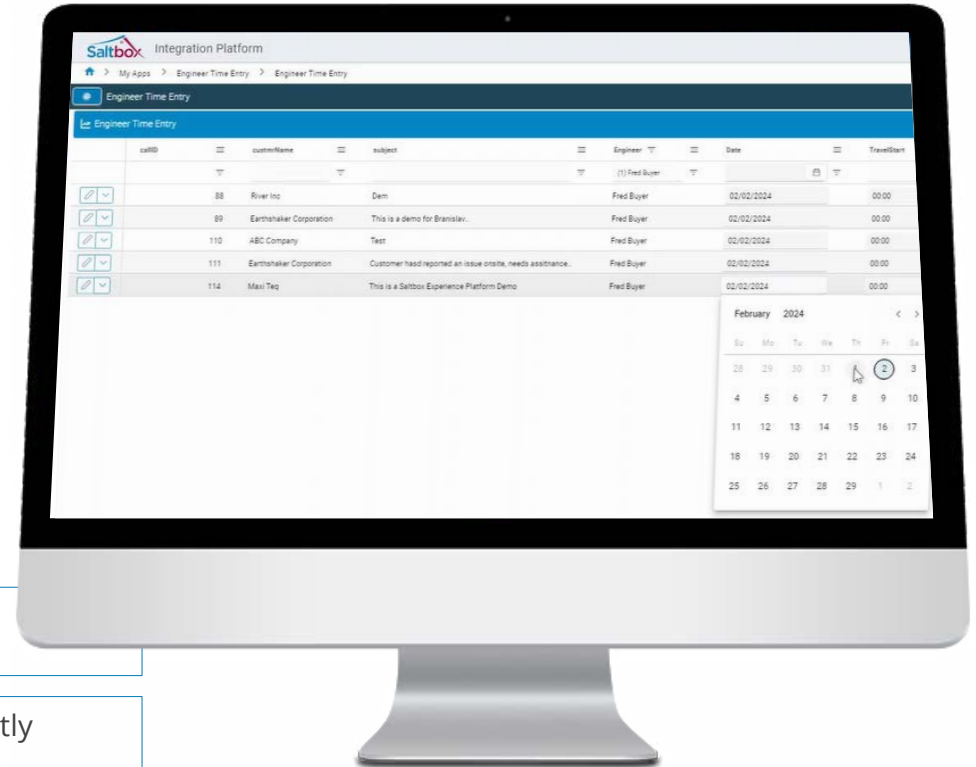 Saltbox Integration Platform
My Apps > Engineer Time Entry > Engineer Time Entry
Engineer Time Entry
Engineer Time Entry
callID custmrName subject Engineer Date TravelStart
(1) Fred Buyer
88 River Inc Dem Fred Buyer 02/02/2024 00:00
89 Earthshaker Corporation This is a demo for Branislav.. Fred Buyer 02/02/2024 00:00
110 ABC Company Test Fred Buyer 02/02/2024 00:00
111 Earthshaker Corporation Customer hasd reported an issue onsite, needs assitnance.. Fred Buyer 02/02/2024 00:00
114 Maxi Teq This is a Saltbox Experience Platform Demo Fred Buyer 02/02/2024 00:00
February 2024 < >
Su Mo Tu We Th Fr Sa
28 29 30 31 2 3
4 5 6 7 8 9 10
11 12 13 14 15 16 17
18 19 20 21 22 23 24
25 26 27 28 29 1 2
tly